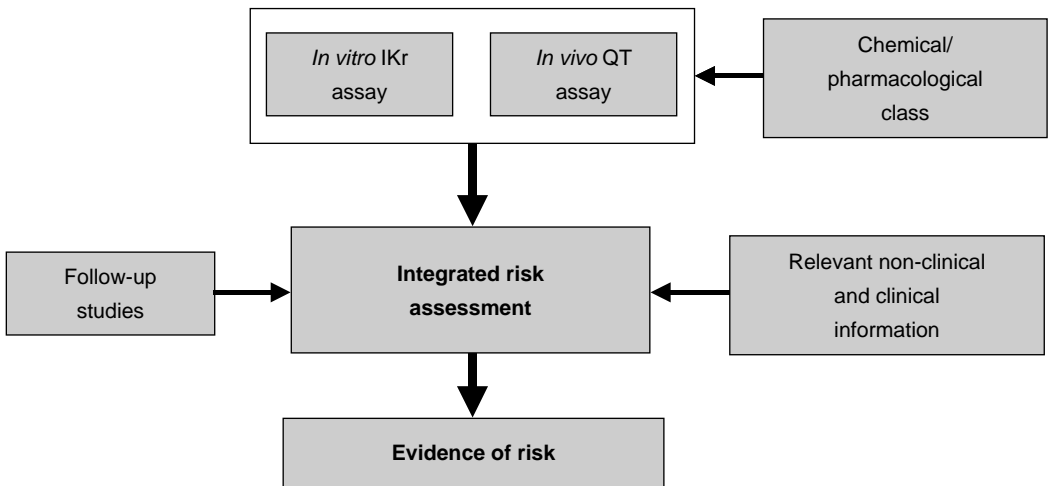 In vitro IKr
assay
In vivo QT
assay
Chemical/
pharmacological
class
Follow-up
studies
Integrated risk
assessment
Relevant non-clinical
and clinical
information
Evidence of risk